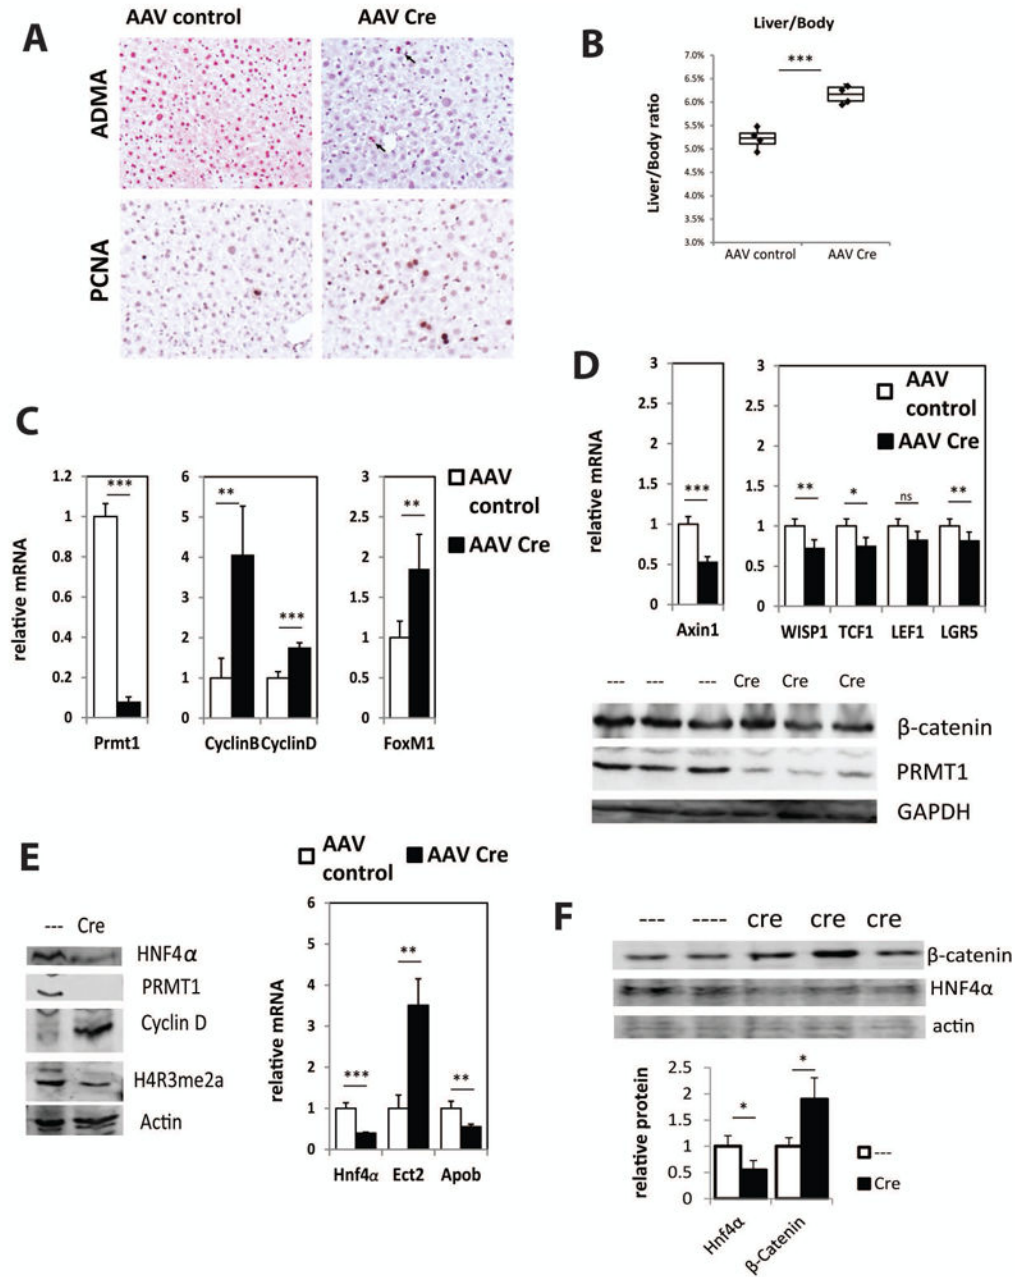 A
AAV control
AAV Cre
ADMA
PCNA
B
Liver/Body
***
Liver/Body ratio
7.0%
6.5%
6.0%
5.5%
5.0%
4.5%
4.0%
3.5%
3.0%
AAV control
AAV Cre
C
relative mRNA
1.2
1
0.8
0.6
0.4
0.2
0
***
Prmt1
6
5
4
3
2
1
0
**
***
CyclinB CyclinD
3
2.5
2
1.5
1
0.5
0
**
FoxM1
AAV
control
AAV Cre
D
relative mRNA
3
2.5
2
1.5
1
0.5
0
***
Axin1
3
2.5
2
1.5
1
0.5
0
AAV
control
AAV Cre
** * ns **
WISP1 TCF1 LEF1 LGR5
--- --- --- Cre Cre Cre
β-catenin
PRMT1
GAPDH
E
--- Cre
HNF4α
PRMT1
Cyclin D
H4R3me2a
Actin
AAV
control
AAV Cre
relative mRNA
6
5
4
3
2
1
0
*** ** **
Hnf4α Ect2 Apob
F
--- ---- cre cre cre
β-catenin
HNF4α
actin
relative protein
2.5
2
1.5
1
0.5
0
* *
Hnf4α
β-Catenin
---
Cre